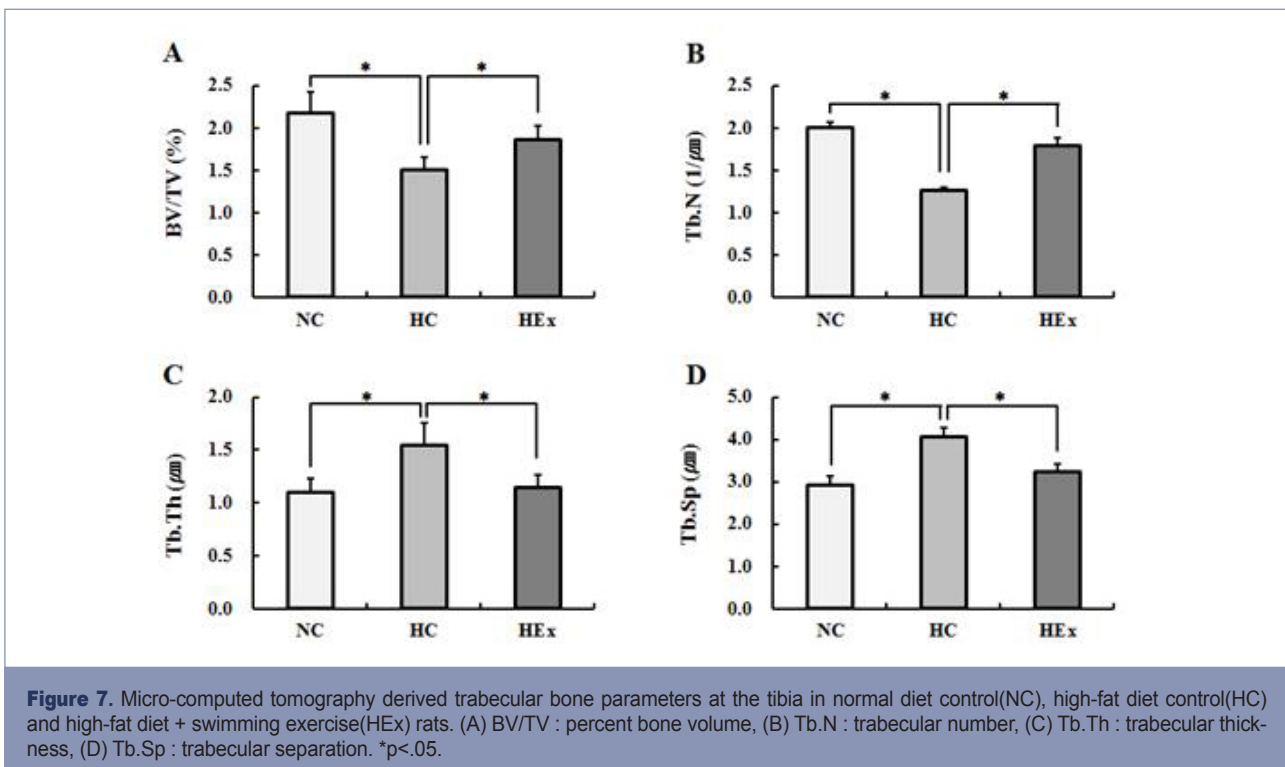 A
*
*
BV/TV (%)
2.5
2.0
1.5
1.0
0.5
0.0
NC HC HEx
B
*
*
Tb.N (1/㎛)
2.5
2.0
1.5
1.0
0.5
0.0
NC HC HEx
C
*
*
Tb.Th (㎛)
2.0
1.5
1.0
0.5
0.0
NC HC HEx
D
*
*
Tb.Sp (㎛)
5.0
4.0
3.0
2.0
1.0
0.0
NC HC HEx
Figure 7. Micro-computed tomography derived trabecular bone parameters at the tibia in normal diet control(NC), high-fat diet control(HC)
and high-fat diet + swimming exercise(HEx) rats. (A) BV/TV : percent bone volume, (B) Tb.N : trabecular number, (C) Tb.Th : trabecular thick-
ness, (D) Tb.Sp : trabecular separation. *p<.05.